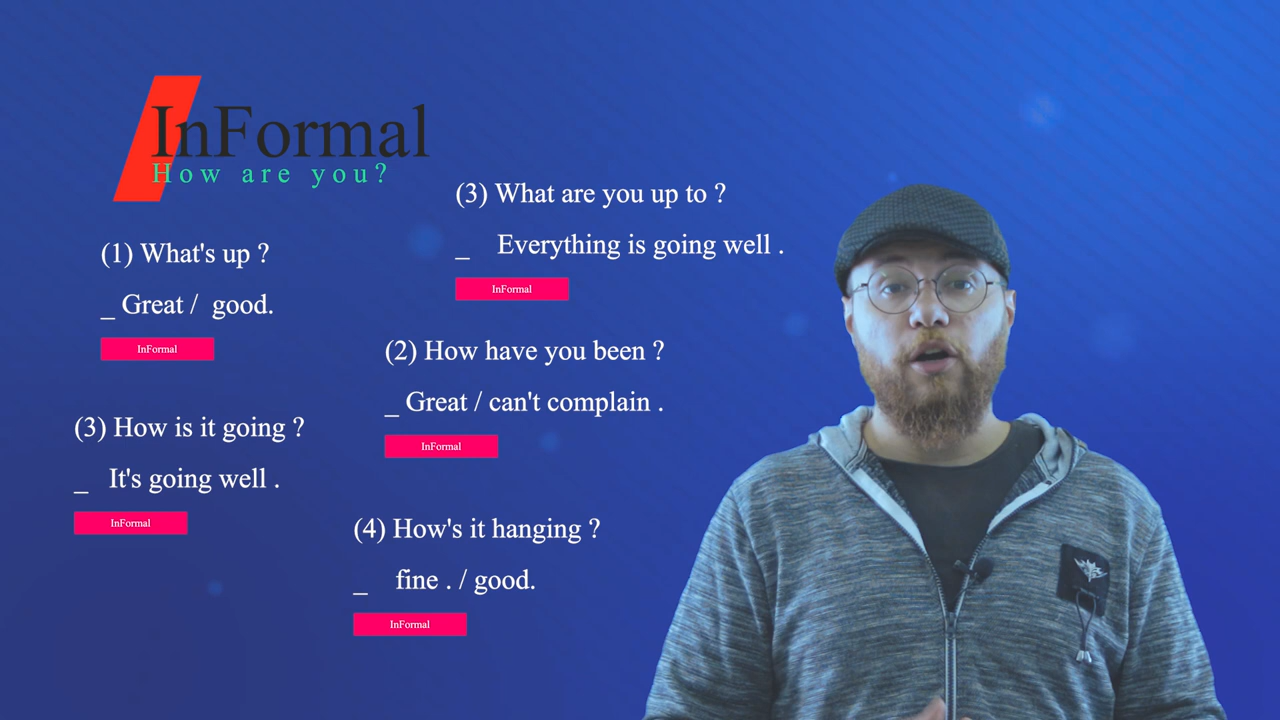 InFormal
How are you?
(1) What's up ?
_ Great / good.
InFormal
(3) What are you up to ?
_ Everything is going well .
InFormal
(2) How have you been ?
_ Great / can't complain .
InFormal
(3) How is it going ?
_ It's going well .
InFormal
(4) How's it hanging ?
_ fine . / good.
InFormal